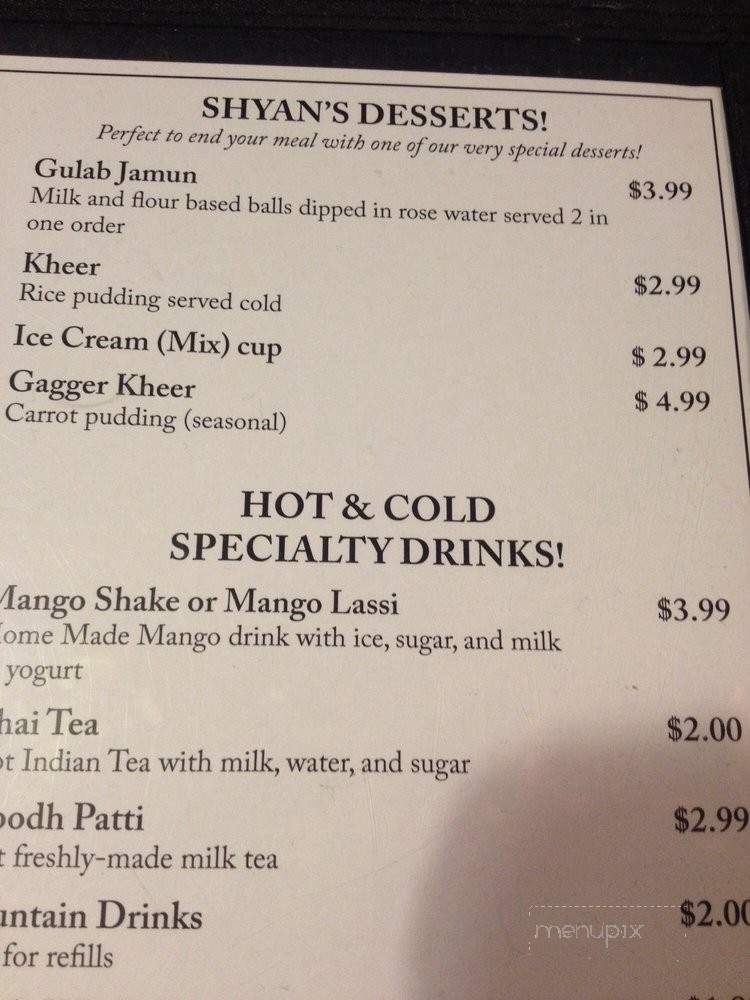 SHYAN'S DESSERTS!
Perfect to end your meal with one of our very special desserts!
Gulab Jamun $3.99
Milk and flour based balls dipped in rose water served 2 in
one order
Kheer $2.99
Rice pudding served cold
Ice Cream (Mix) cup $ 2.99
Gagger Kheer $ 4.99
Carrot pudding (seasonal)
HOT & COLD
SPECIALTY DRINKS!
Mango Shake or Mango Lassi $3.99
ome Made Mango drink with ice, sugar, and milk
yogurt
hai Tea $2.00
ot Indian Tea with milk, water, and sugar
oodh Patti $2.99
t freshly-made milk tea
untain Drinks $2.00
for refills
menupix